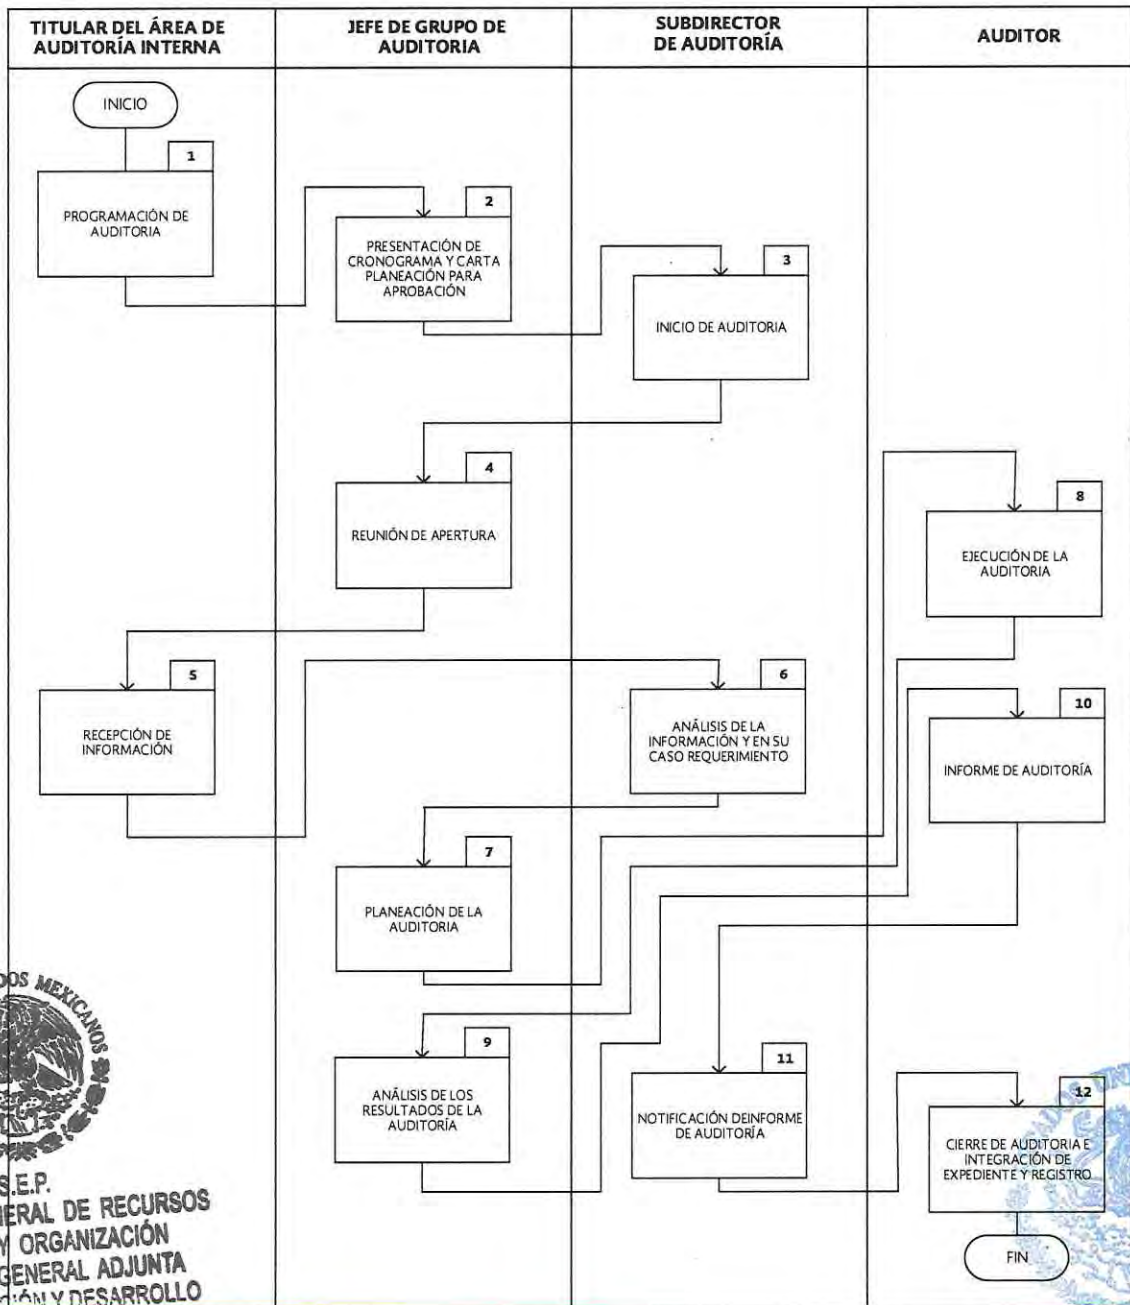 TITULAR DEL ÁREA DE
AUDITORÍA INTERNA
JEFE DE GRUPO DE
AUDITORIA
SUBDIRECTOR
DE AUDITORÍA
AUDITOR
INICIO
1
PROGRAMACIÓN DE
AUDITORIA
2
PRESENTACIÓN DE
CRONOGRAMA Y CARTA
PLANEACIÓN PARA
APROBACIÓN
3
INICIO DE AUDITORIA
4
REUNIÓN DE APERTURA
8
EJECUCIÓN DE LA
AUDITORIA
5
RECEPCIÓN DE
INFORMACIÓN
6
ANÁLISIS DE LA
INFORMACIÓN Y EN SU
CASO REQUERIMIENTO
10
INFORME DE AUDITORÍA
7
PLANEACIÓN DE LA
AUDITORIA
9
ANÁLISIS DE LOS
RESULTADOS DE LA
AUDITORÍA
11
NOTIFICACIÓN DEINFORME
DE AUDITORÍA
12
CIERRE DE AUDITORIA E
INTEGRACIÓN DE
EXPEDIENTE Y REGISTRO
FIN
DOS MEXICANOS
S.E.P.
ERAL DE RECURSOS
Y ORGANIZACIÓN
GENERAL ADJUNTA
CIÓN Y DESARROLLO